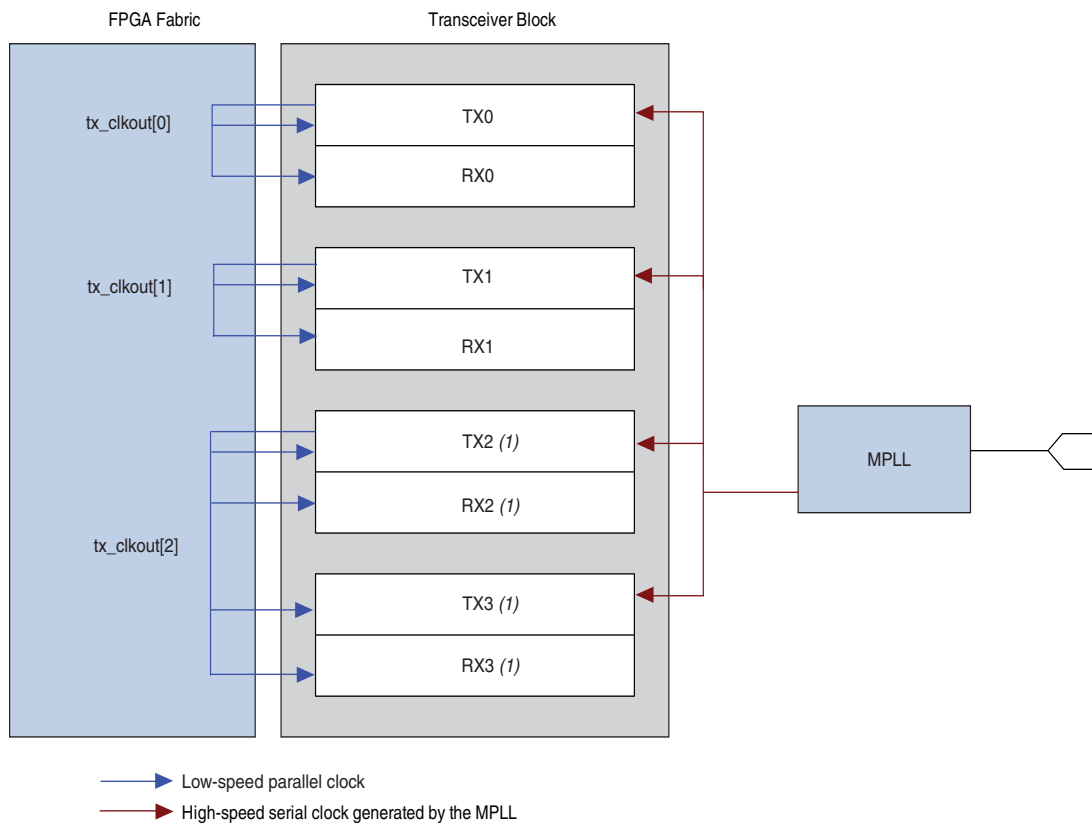 FPGA Fabric
Transceiver Block
tx_clkout[0]
TX0
RX0
tx_clkout[1]
TX1
RX1
TX2 (1)
RX2 (1)
MPLL
tx_clkout[2]
TX3 (1)
RX3 (1)
Low-speed parallel clock
High-speed serial clock generated by the MPLL